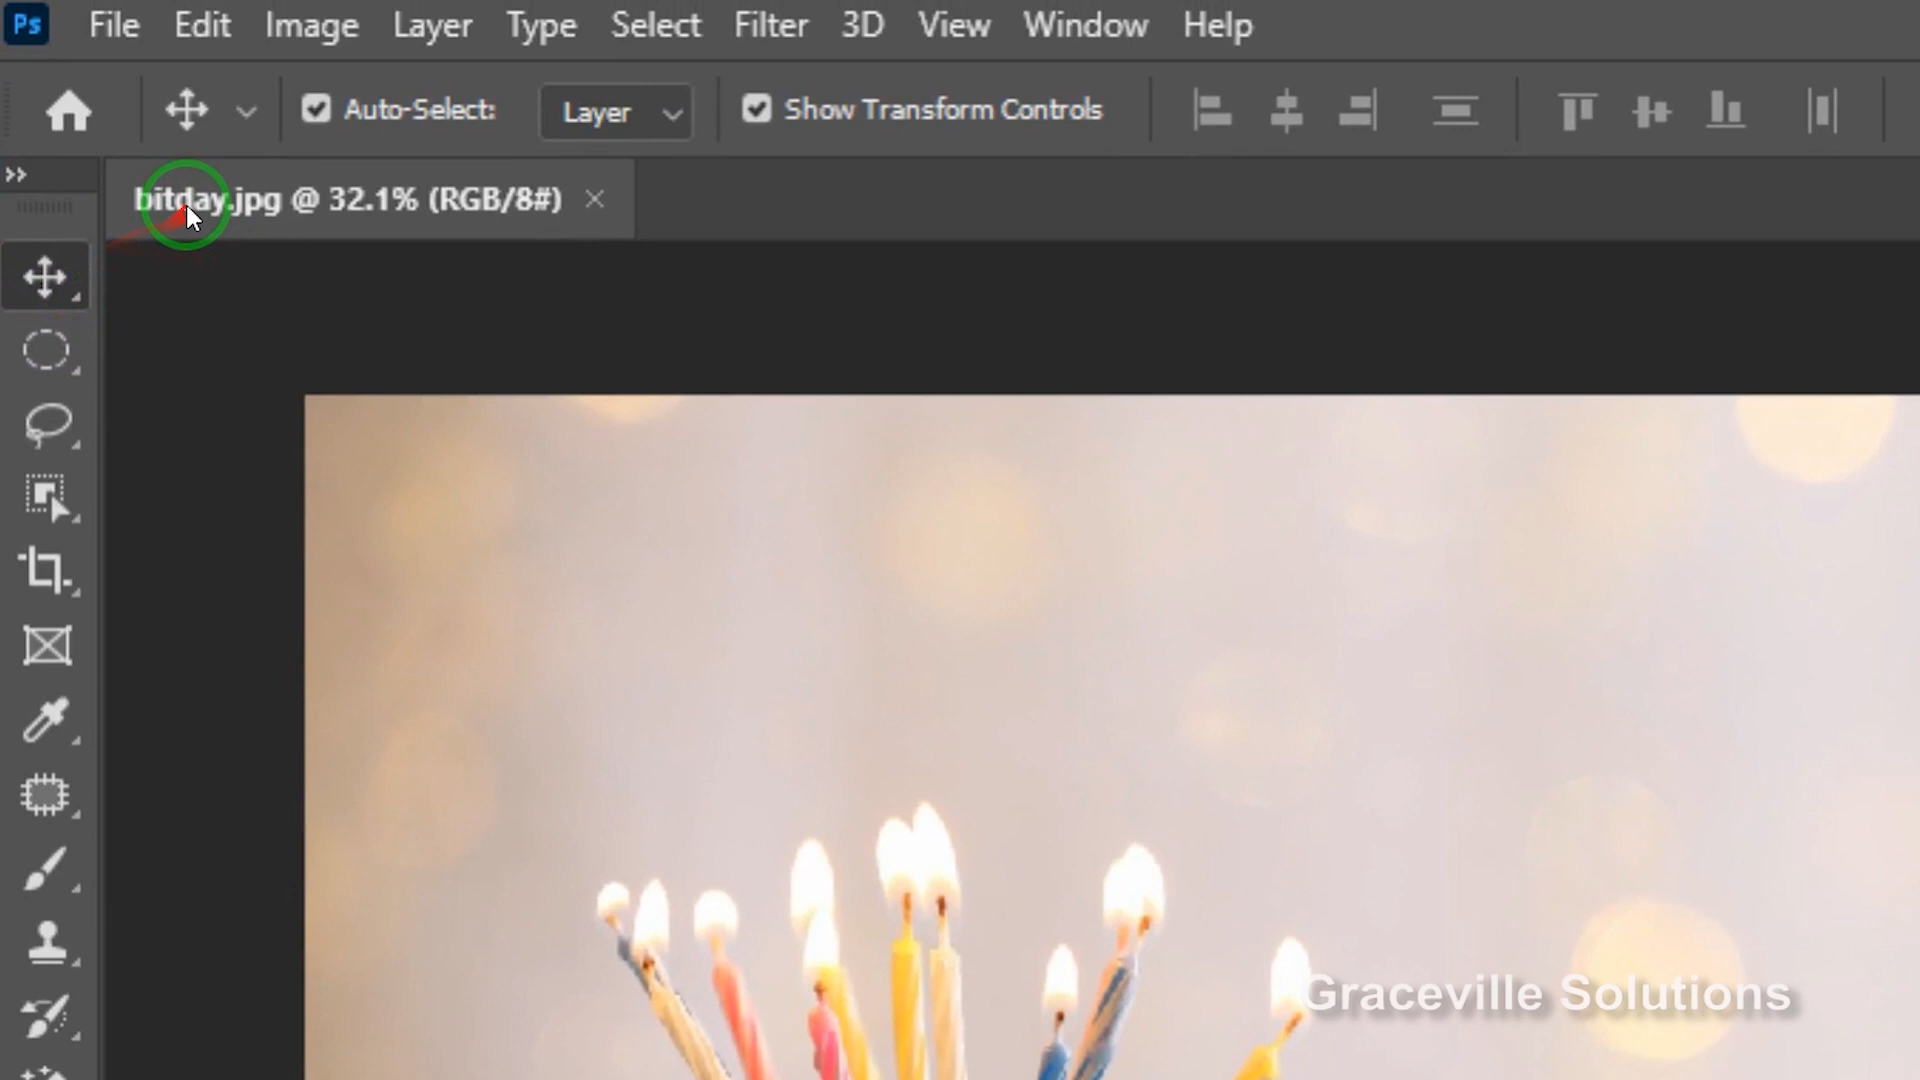 Ps File Edit Image Layer Type Select Filter 3D View Window Help
Auto-Select: Layer Show Transform Controls
bitday.jpg @ 32.1% (RGB/8#)
Graceville Solutions